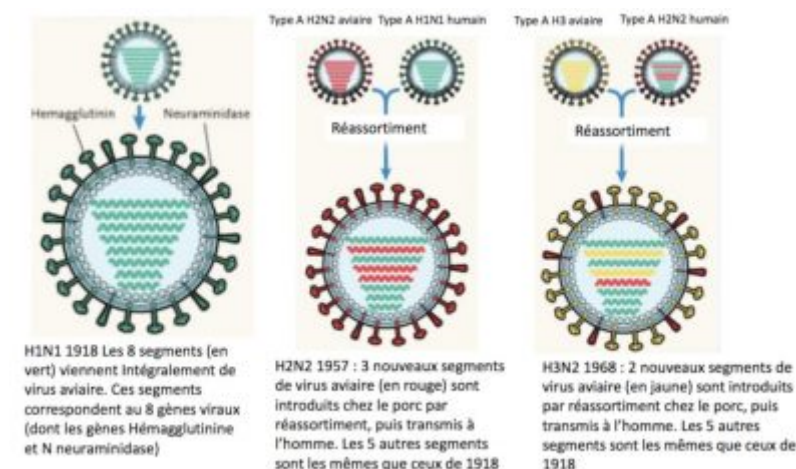 Type A H2N2 aviaire Type A H1N1 humain
Type A H3 aviaire Type A H2N2 humain
Hemagglutinin
Neuraminidase
Réassortiment
Réassortiment
H1N1 1918 Les 8 segments (en
vert) viennent Intégralement de
virus aviaire. Ces segments
correspondent au 8 gènes viraux
(dont les gènes Hémagglutinine
et N neuraminidase)
H2N2 1957 : 3 nouveaux segments
de virus aviaire (en rouge) sont
introduits chez le porc par
réassortiment, puis transmis à
l'homme. Les 5 autres segments
sont les mêmes que ceux de 1918
H3N2 1968 : 2 nouveaux segments de
virus aviaire (en jaune) sont introduits
par réassortiment chez le porc, puis
transmis à l'homme. Les 5 autres
segments sont les mêmes que ceux de
1918